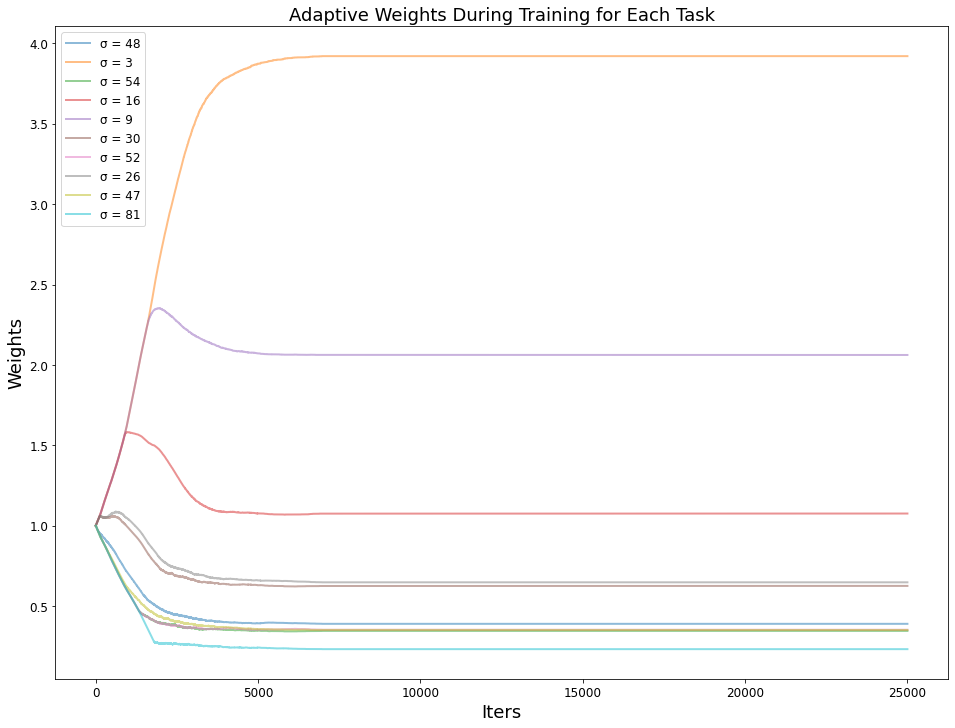 Adaptive Weights During Training for Each Task
σ = 48
σ = 3
σ = 54
σ = 16
σ = 9
σ = 30
σ = 52
σ = 26
σ = 47
σ = 81
Weights
4.0
3.5
3.0
2.5
2.0
1.5
1.0
0.5
0
5000
10000
15000
20000
25000
Iters